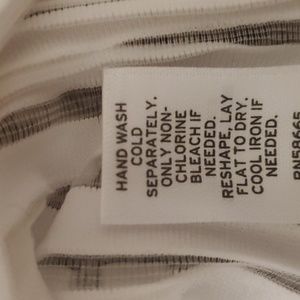 HAND WASH
COLD
SEPARATELY.
ONLY NON-
CHLORINE
BLEACH IF
NEEDED.
RESHAPE, LAY
FLAT TO DRY.
COOL IRON IF
NEEDED.
RN58665